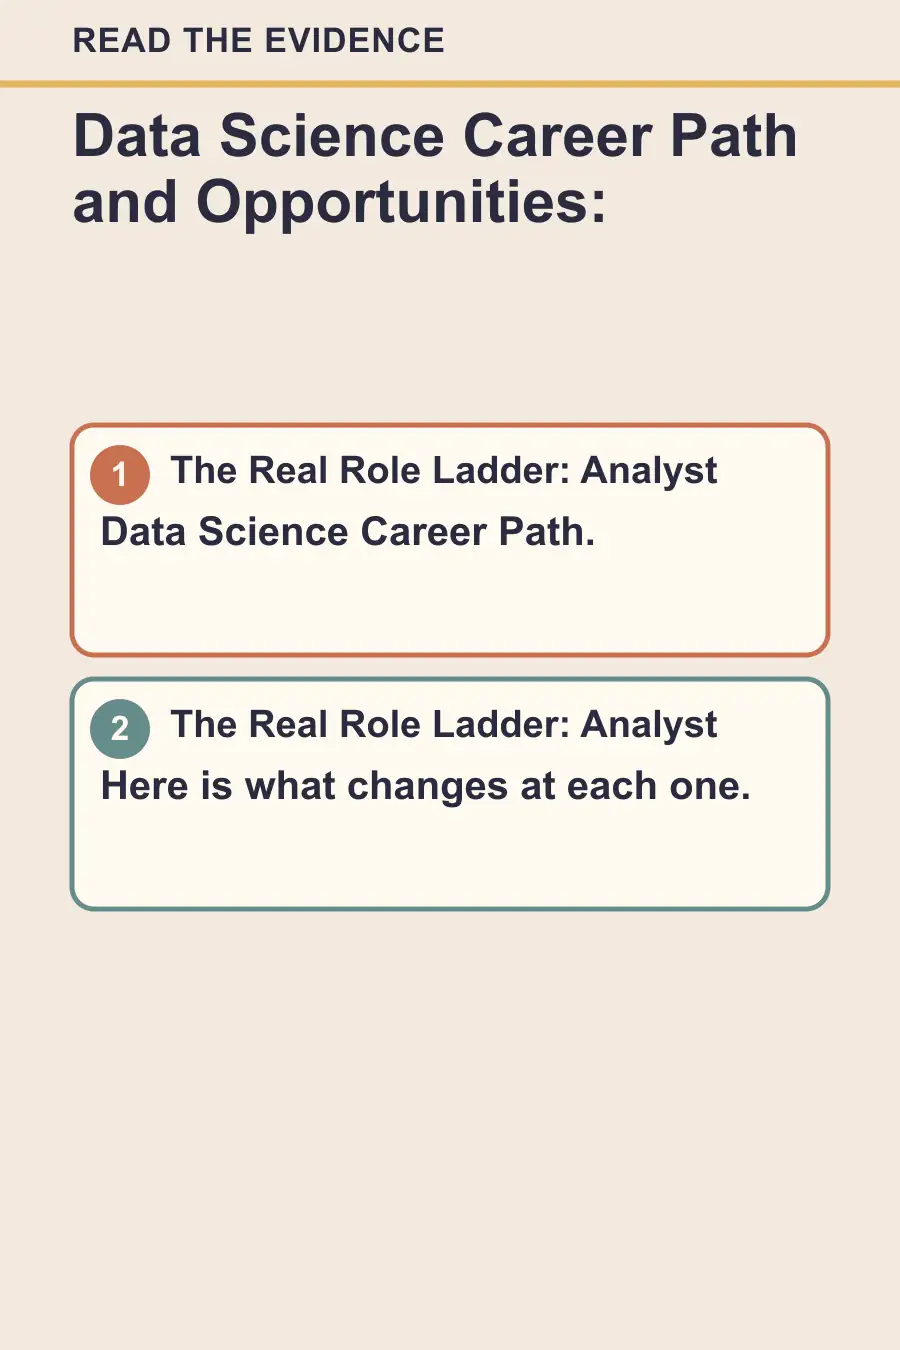 READ THE EVIDENCE
Data Science Career Path
and Opportunities:
1 The Real Role Ladder: Analyst
Data Science Career Path.
2 The Real Role Ladder: Analyst
Here is what changes at each one.